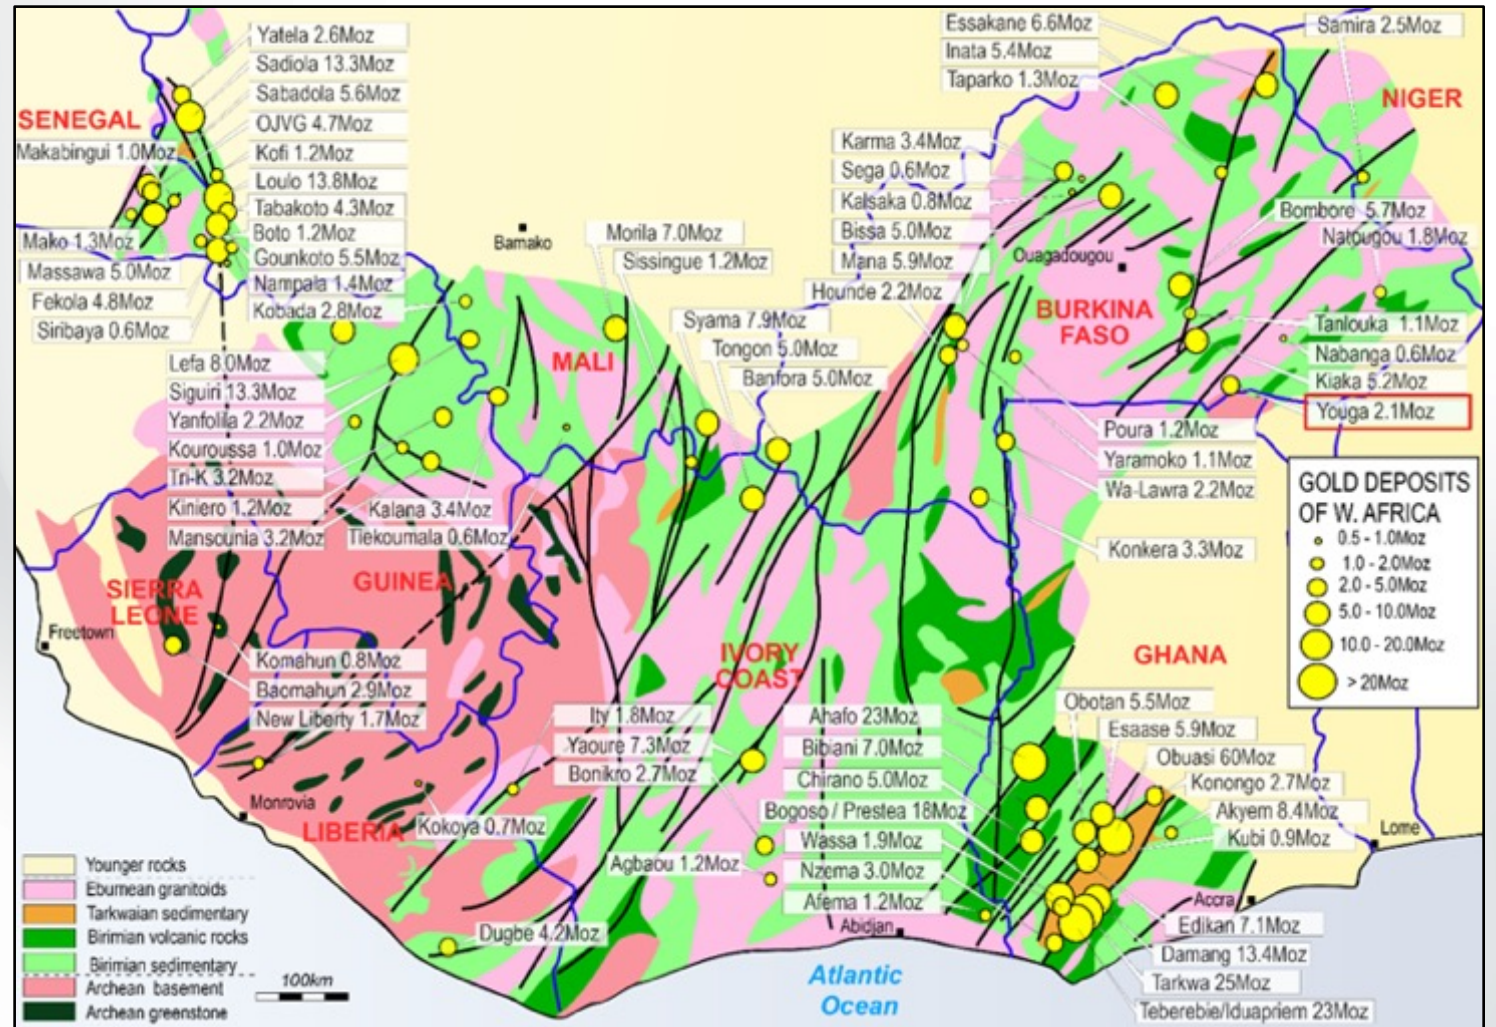 Yatela 2.6Moz
Sadiola 13.3Moz
Sabadola 5.6Moz
OJVG 4.7Moz
Kofi 1.2Moz
Loulo 13.8Moz
Tabakoto 4.3Moz
Boto 1.2Moz
Gounkoto 5.5Moz
Nampala 1.4Moz
Kobada 2.8Moz
SENEGAL
Makabingui 1.0Moz
Mako 1.3Moz
Massawa 5.0Moz
Fekola 4.8Moz
Siribaya 0.6Moz
Lefa 8.0Moz
Siguiri 13.3Moz
Yanfolila 2.2Moz
Kouroussa 1.0Moz
Tri-K 3.2Moz
Kiniero 1.2Moz
Mansounia 3.2Moz
Kalana 3.4Moz
Tiekoumala 0.6Moz
Bamako
MALI
Morila 7.0Moz
Sissingue 1.2Moz
Syama 7.9Moz
Tongon 5.0Moz
Banfora 5.0Moz
Essakane 6.6Moz
Inata 5.4Moz
Taparko 1.3Moz
Samira 2.5Moz
NIGER
Karma 3.4Moz
Sega 0.6Moz
Kalsaka 0.8Moz
Bissa 5.0Moz
Mana 5.9Moz
Hounde 2.2Moz
Ouagadougou
BURKINA
FASO
Bombore 5.7Moz
Natougou 1.8Moz
Tanlouka 1.1Moz
Nabanga 0.6Moz
Kiaka 5.2Moz
Youga 2.1Moz
Poura 1.2Moz
Yaramoko 1.1Moz
Wa-Lawra 2.2Moz
Konkera 3.3Moz
GOLD DEPOSITS
OF W. AFRICA
0.5 - 1.0Moz
1.0 - 2.0Moz
2.0 - 5.0Moz
5.0 - 10.0Moz
10.0 - 20.0Moz
> 20Moz
SIERRA
LEONE
Freetown
GUINEA
Komahun 0.8Moz
Baomahun 2.9Moz
New Liberty 1.7Moz
Monrovia
LIBERIA
Kokoya 0.7Moz
Dugbe 4.2Moz
IVORY
COAST
Ity 1.8Moz
Yaoure 7.3Moz
Bonikro 2.7Moz
Agbaou 1.2Moz
Abidjan
GHANA
Ahafo 23Moz
Bibiani 7.0Moz
Chirano 5.0Moz
Bogoso / Prestea 18Moz
Wassa 1.9Moz
Nzema 3.0Moz
Afema 1.2Moz
Obotan 5.5Moz
Esaase 5.9Moz
Obuasi 60Moz
Konongo 2.7Moz
Akyem 8.4Moz
Kubi 0.9Moz
Lome
Accra
Edikan 7.1Moz
Damang 13.4Moz
Tarkwa 25Moz
Teberebie/Iduapriem 23Moz
Atlantic
Ocean
Younger rocks
Eburnean granitoids
Tarkwaian sedimentary
Birimian volcanic rocks
Birimian sedimentary
Archean basement
Archean greenstone
100km